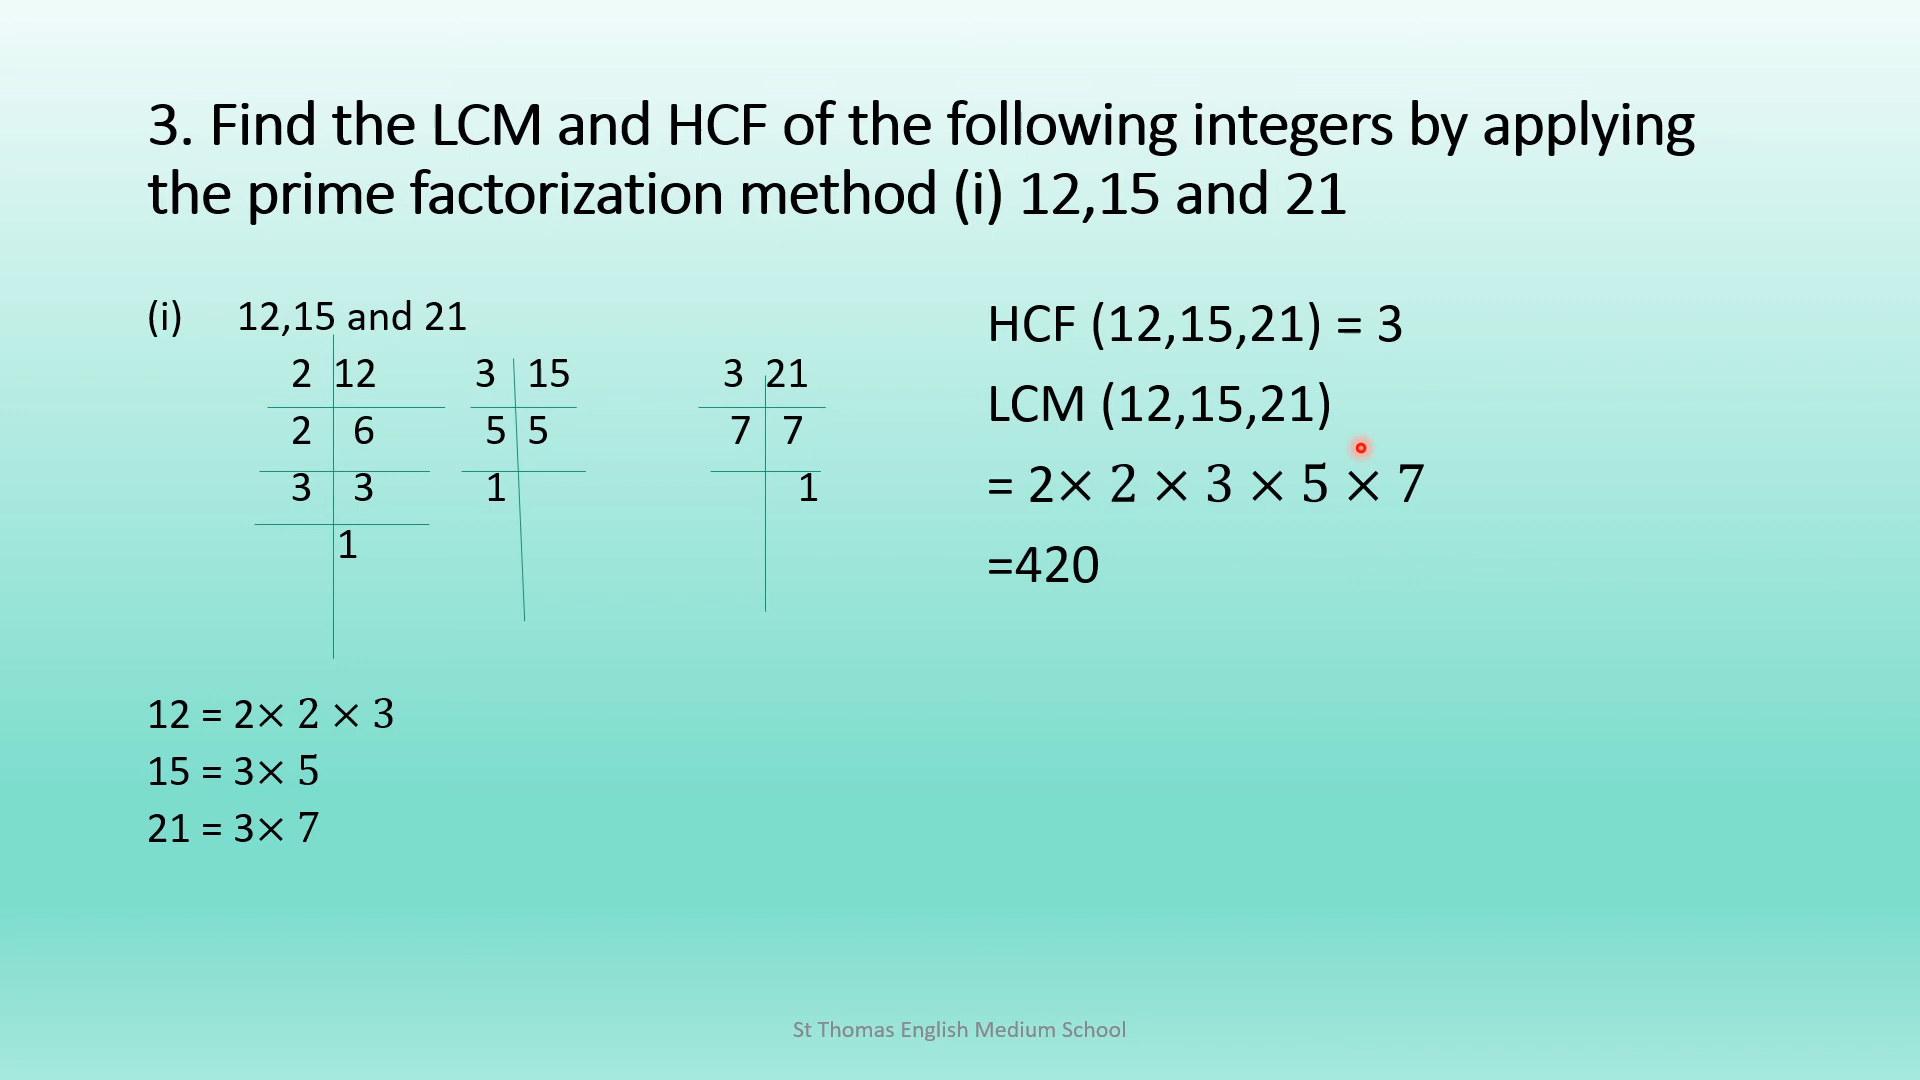 3. Find the LCM and HCF of the following integers by applying
the prime factorization method (i) 12,15 and 21
(i) 12,15 and 21
2 12
2 6
3 3
1
3 15
5 5
1
3 21
7 7
1
12 = 2× 2 × 3
15 = 3× 5
21 = 3× 7
HCF (12,15,21) = 3
LCM (12,15,21)
= 2× 2 × 3 × 5 × 7
=420
St Thomas English Medium School